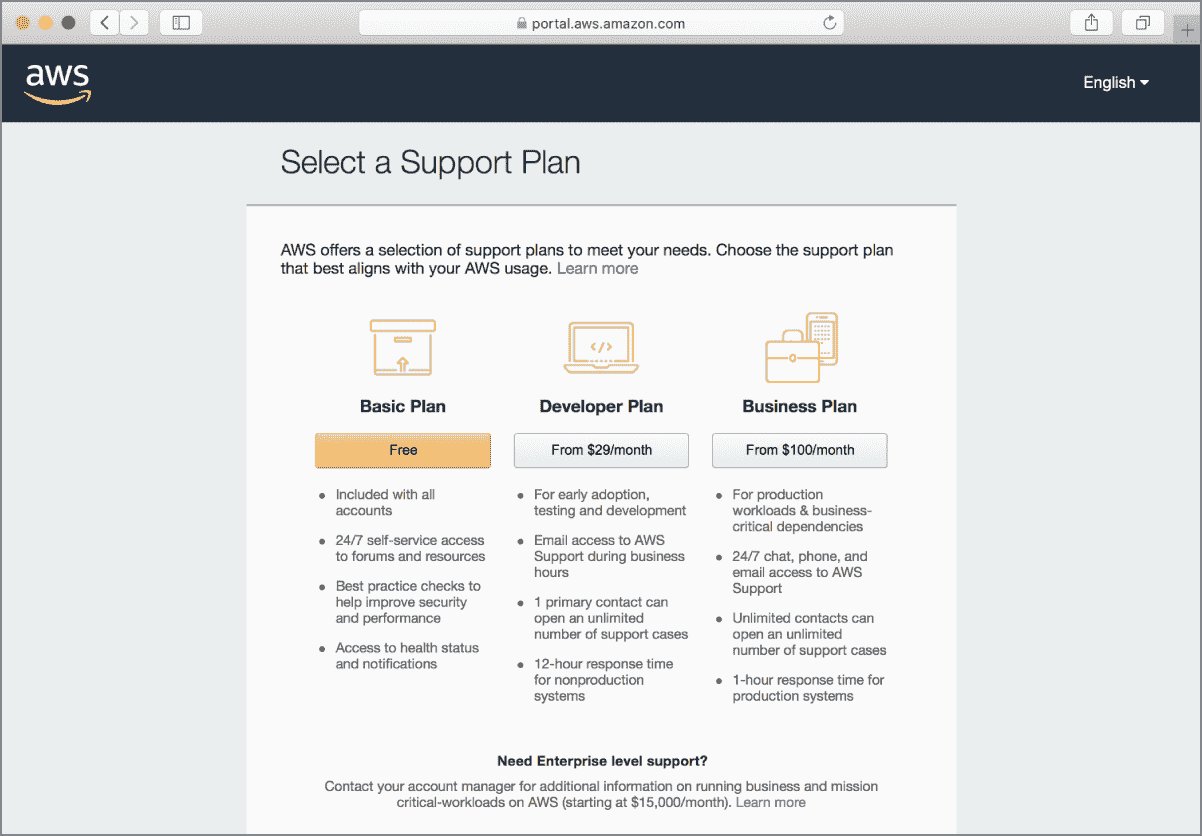 portal.aws.amazon.com
aws
English
Select a Support Plan
AWS offers a selection of support plans to meet your needs. Choose the support plan
that best aligns with your AWS usage. Learn more
</>
Basic Plan
Free
Included with all
accounts
24/7 self-service access
to forums and resources
Best practice checks to
help improve security
and performance
Access to health status
and notifications
Developer Plan
From $29/month
For early adoption,
testing and development
Email access to AWS
Support during business
hours
1 primary contact can
open an unlimited
number of support cases
12-hour response time
for nonproduction
systems
Business Plan
From $100/month
For production
workloads & business-
critical dependencies
24/7 chat, phone, and
email access to AWS
Support
Unlimited contacts can
open an unlimited
number of support cases
1-hour response time for
production systems
Need Enterprise level support?
Contact your account manager for additional information on running business and mission
critical-workloads on AWS (starting at $15,000/month). Learn more